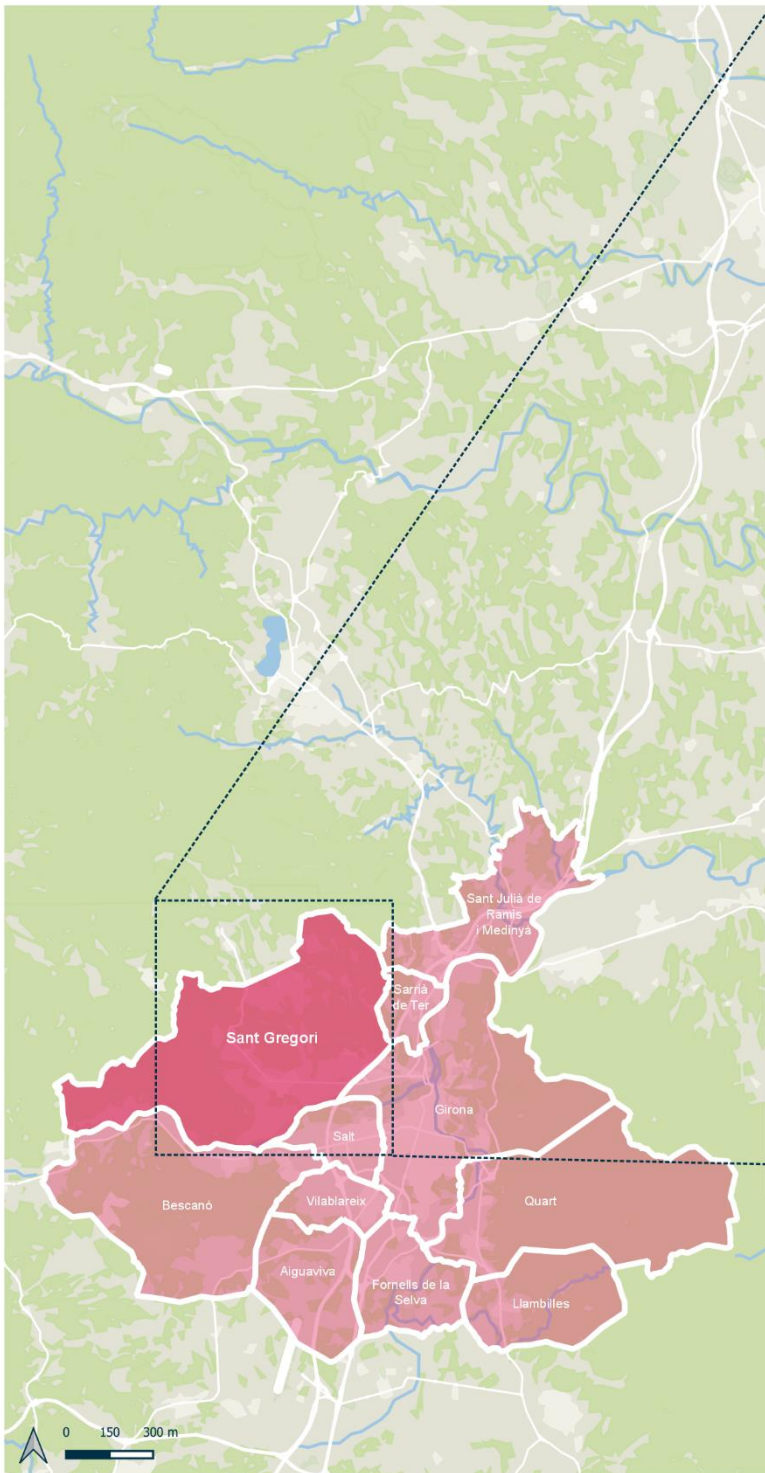 Sant Julià de
Ramis
i Medinyà
Sarrià
de Ter
Sant Gregori
Girona
Salt
Bescanó
Vilablareix
Quart
Aiguaviva
Fornells de la
Selva
Llambilles
0 150 300 m